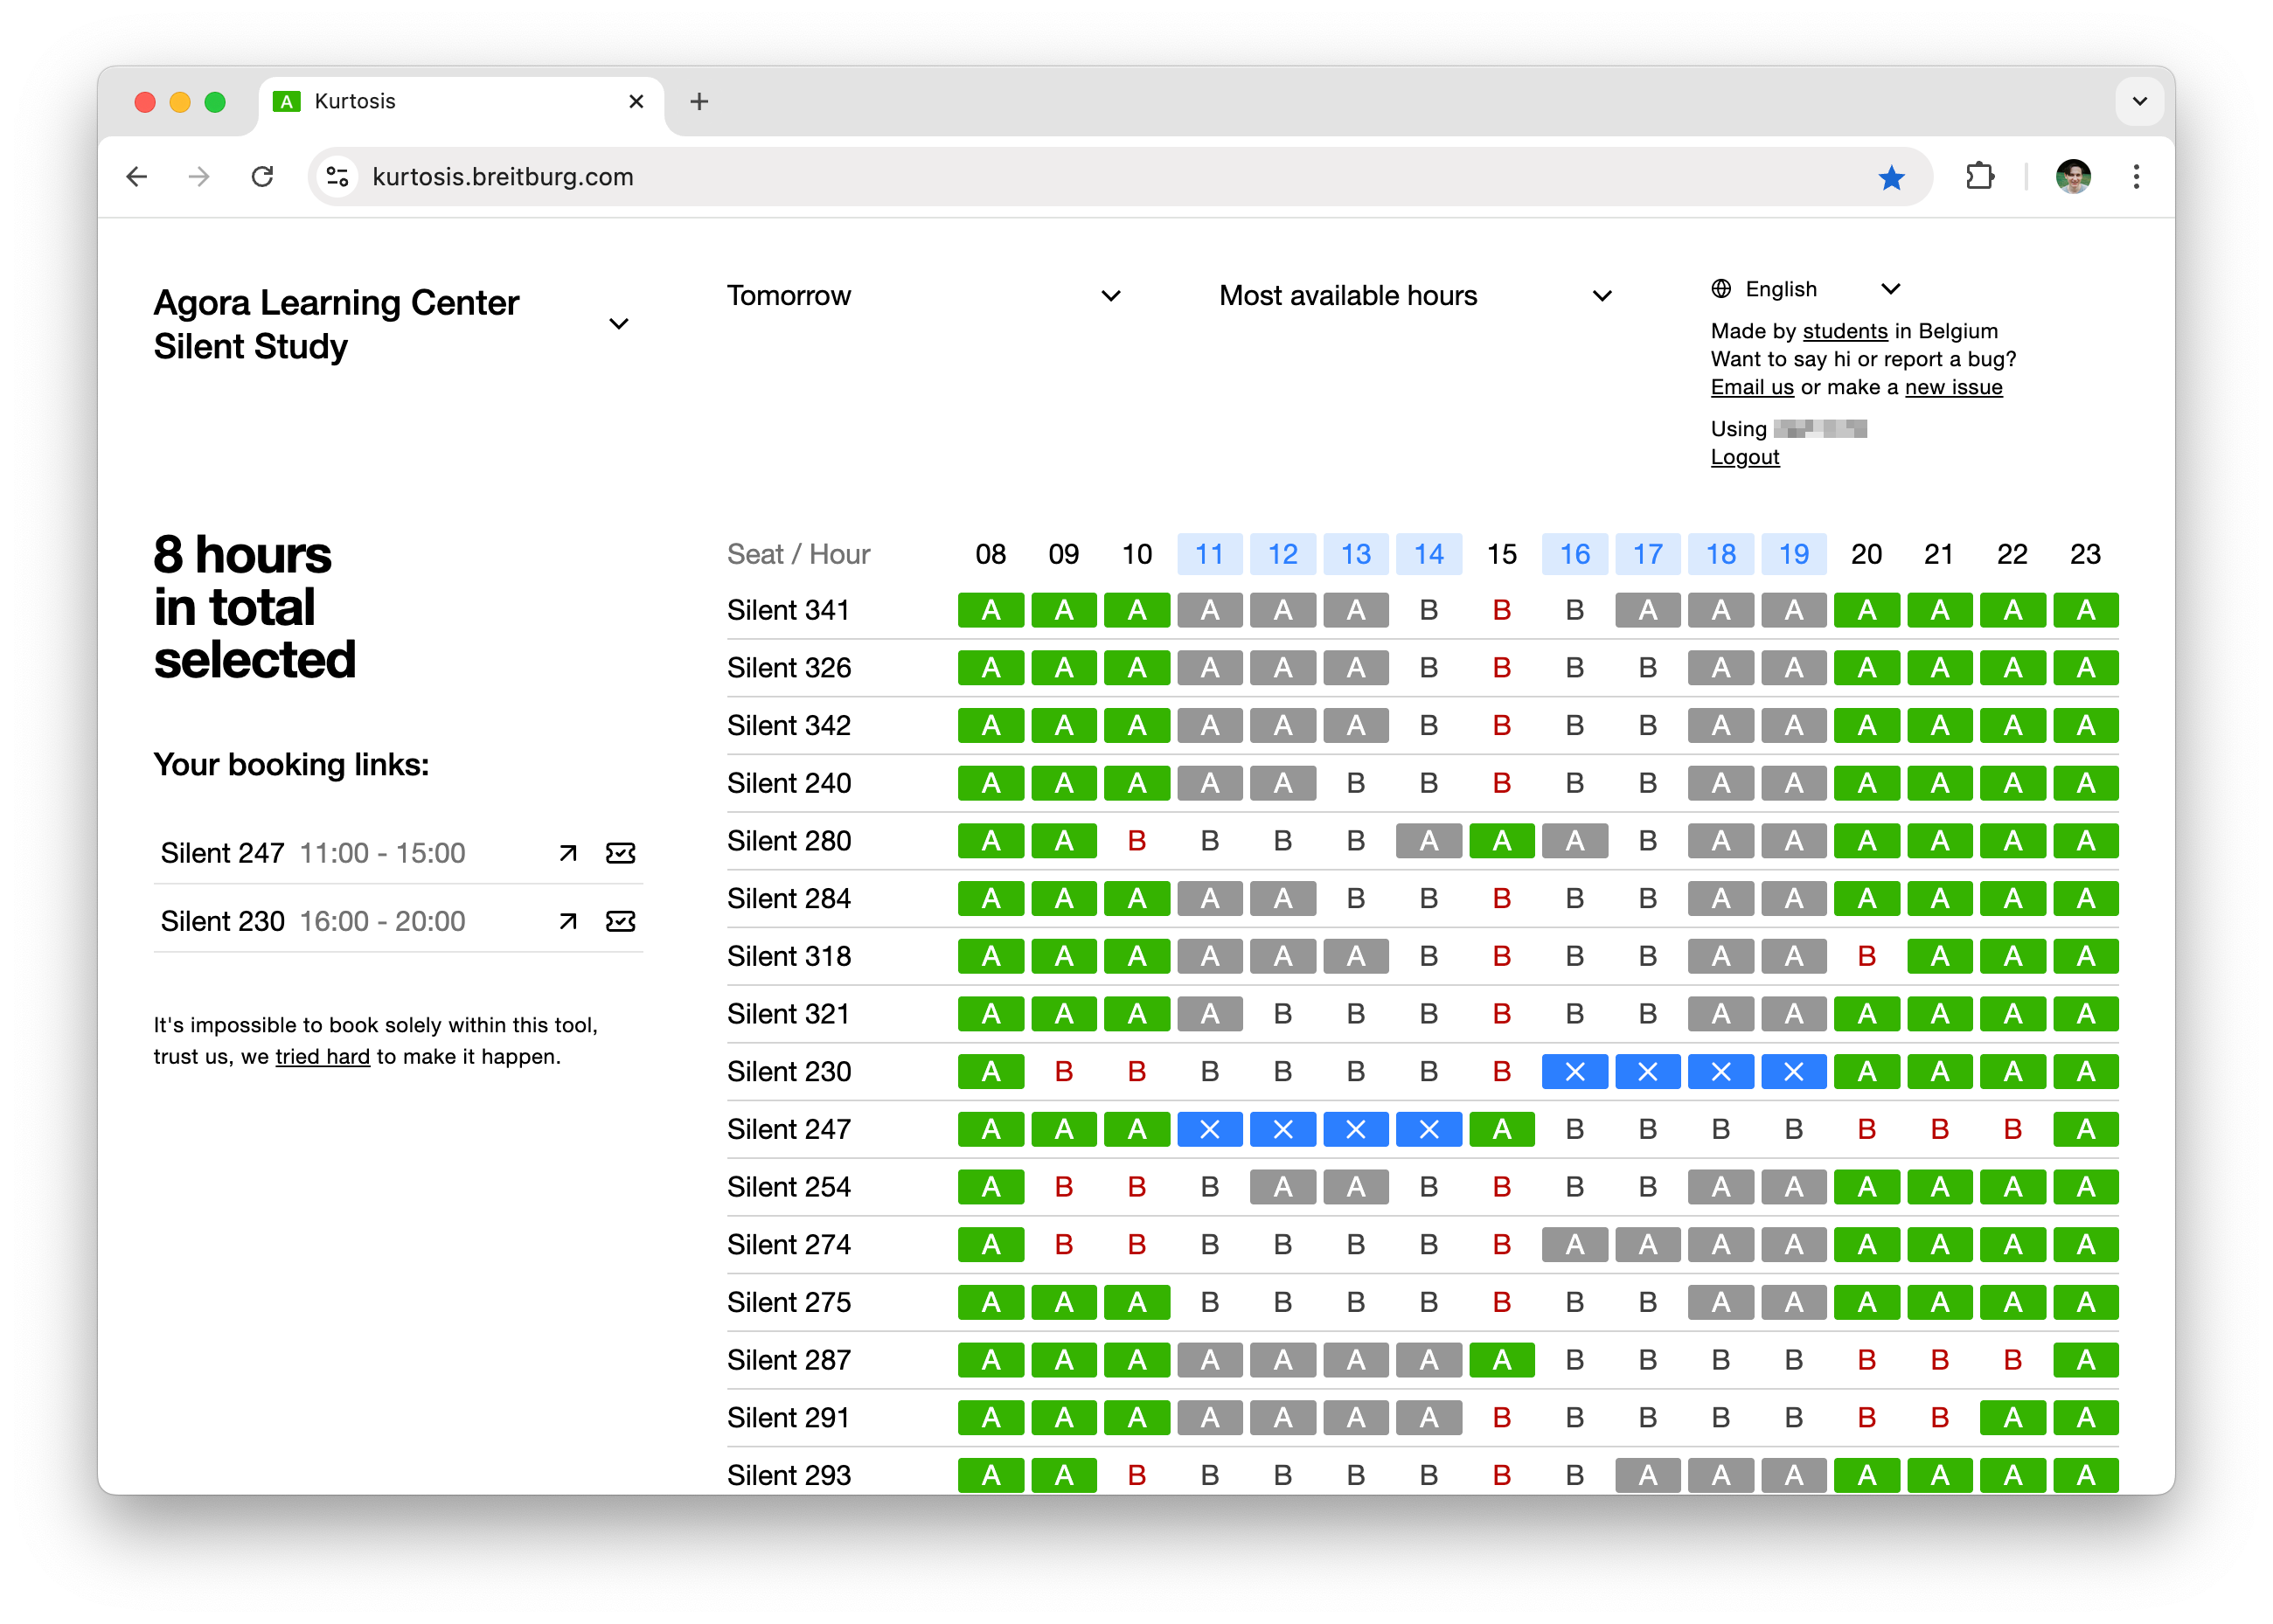 A Kurtosis
kurtosis.breitburg.com
Agora Learning Center
Silent Study
Tomorrow
Most available hours
English
Made by students in Belgium
Want to say hi or report a bug?
Email us or make a new issue
Using
Logout
8 hours
in total
selected
Your booking links:
Silent 247 11:00 - 15:00
Silent 230 16:00 - 20:00
It's impossible to book solely within this tool,
trust us, we tried hard to make it happen.
Seat / Hour 08 09 10 11 12 13 14 15 16 17 18 19 20 21 22 23
Silent 341 A A A A A A B B B A A A A A A A
Silent 326 A A A A A A B B B B A A A A A A
Silent 342 A A A A A A B B B B A A A A A A
Silent 240 A A A A A B B B B B A A A A A A
Silent 280 A A B B B B A A A B A A A A A A
Silent 284 A A A A A B B B B B A A A A A A
Silent 318 A A A A A A B B B B A A B A A A
Silent 321 A A A A B B B B B B A A A A A A
Silent 230 A B B B B B B B A A A A
Silent 247 A A A A B B B B B B B A
Silent 254 A B B B A A B B B B A A A A A A
Silent 274 A B B B B B B B A A A A A A A A
Silent 275 A A A B B B B B B B A A A A A A
Silent 287 A A A A A A A A B B B B B B B A
Silent 291 A A A A A A A B B B B B B B A A
Silent 293 A A B B B B B B B A A A A A A A